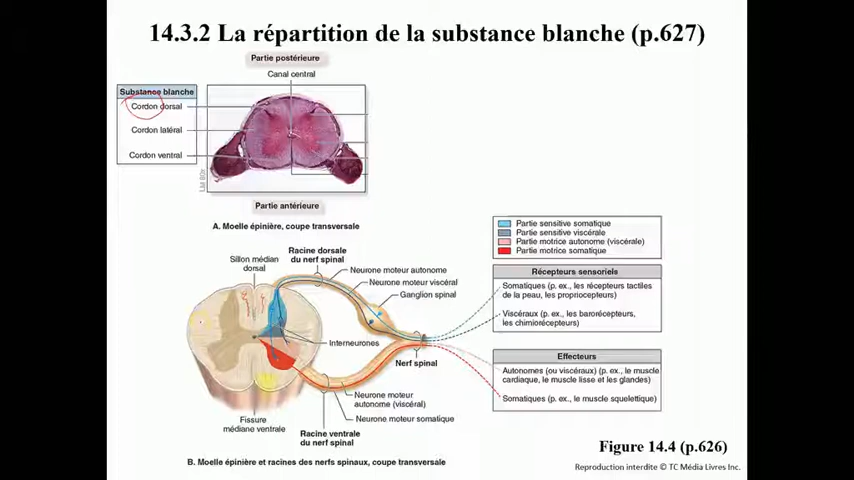 14.3.2 La répartition de la substance blanche (p.627)
Partie postérieure
Canal central
Substance blanche
Cordon dorsal
Cordon latéral
Cordon ventral
LM 80x
Partie antérieure
A. Moelle épinière, coupe transversale
Partie sensitive somatique
Partie sensitive viscérale
Partie motrice autonome (viscérale)
Partie motrice somatique
Racine dorsale
du nerf spinal
Sillon médian
dorsal
Neurone moteur autonome
Neurone moteur viscéral
Ganglion spinal
Interneurones
Nerf spinal
Neurone moteur
autonome (viscéral)
Neurone moteur somatique
Fissure
médiane ventrale
Racine ventrale
du nerf spinal
Récepteurs sensoriels
Somatiques (p. ex., les récepteurs tactiles
de la peau, les propriocepteurs)
Viscéraux (p. ex., les barorécepteurs,
les chimiorécepteurs)
Effecteurs
Autonomes (ou viscéraux) (p. ex., le muscle
cardiaque, le muscle lisse et les glandes)
Somatiques (p. ex., le muscle squelettique)
B. Moelle épinière et racines des nerfs spinaux, coupe transversale
Figure 14.4 (p.626)
Reproduction interdite © TC Média Livres Inc.